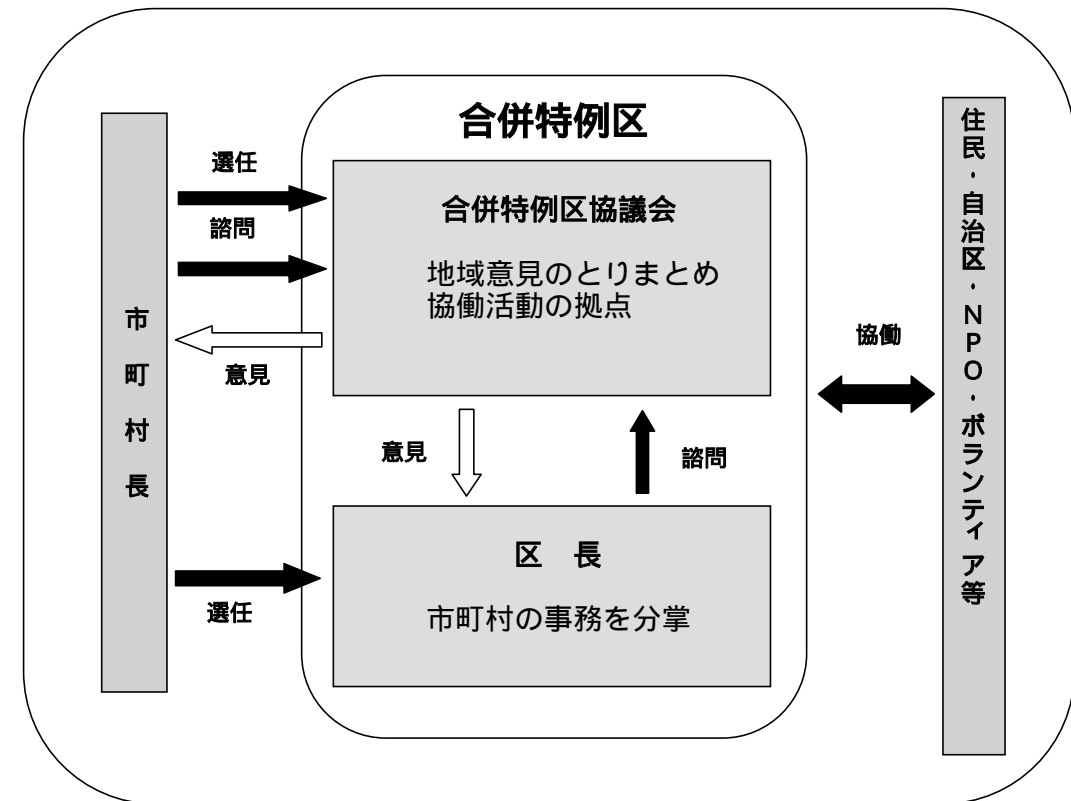 合併特例区
市町村長
選任
諮問
意見
合併特例区協議会
地域意見のとりまとめ
協働活動の拠点
意見
諮問
選任
区 長
市町村の事務を分掌
協働
住民・自治区・NPO・ボランティア等